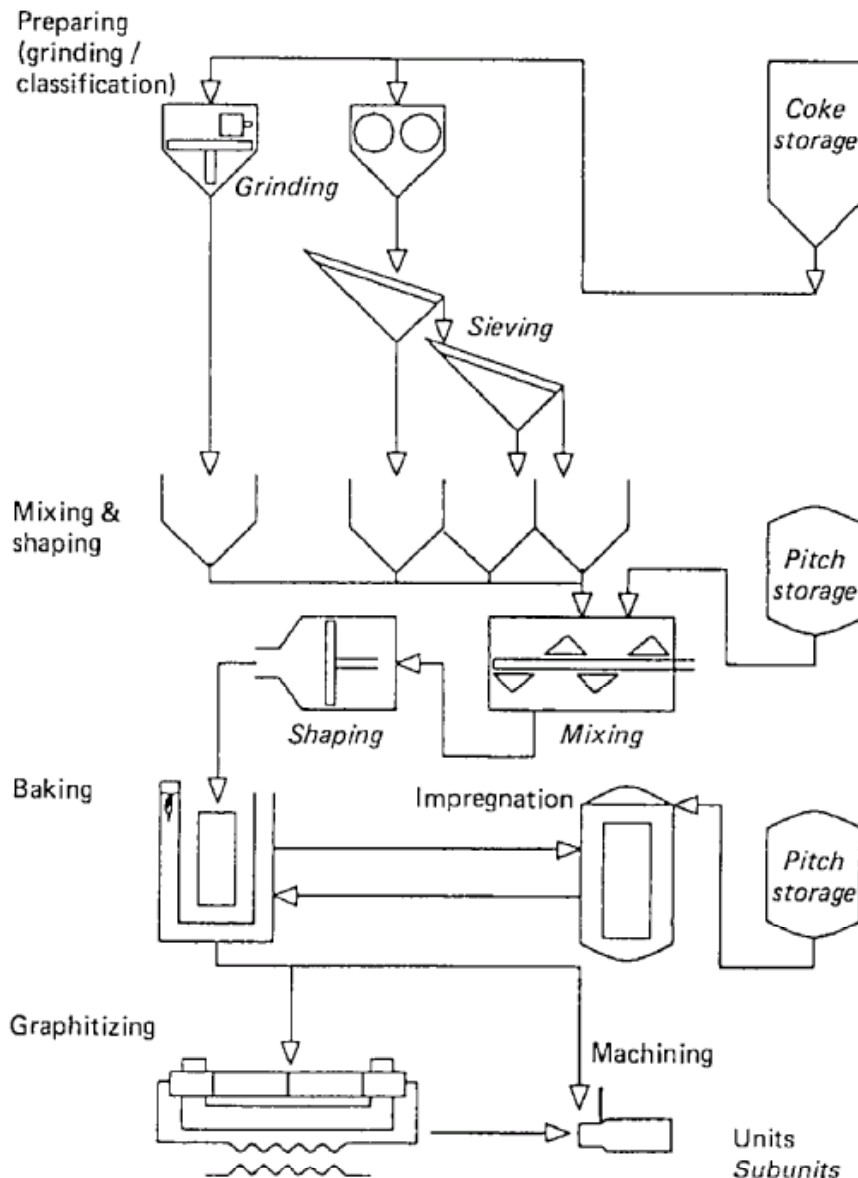 Preparing
(grinding /
classification)
Coke
storage
Grinding
Sieving
Mixing &
shaping
Pitch
storage
Shaping
Mixing
Baking
Impregnation
Pitch
storage
Graphitizing
Machining
Units
Subunits